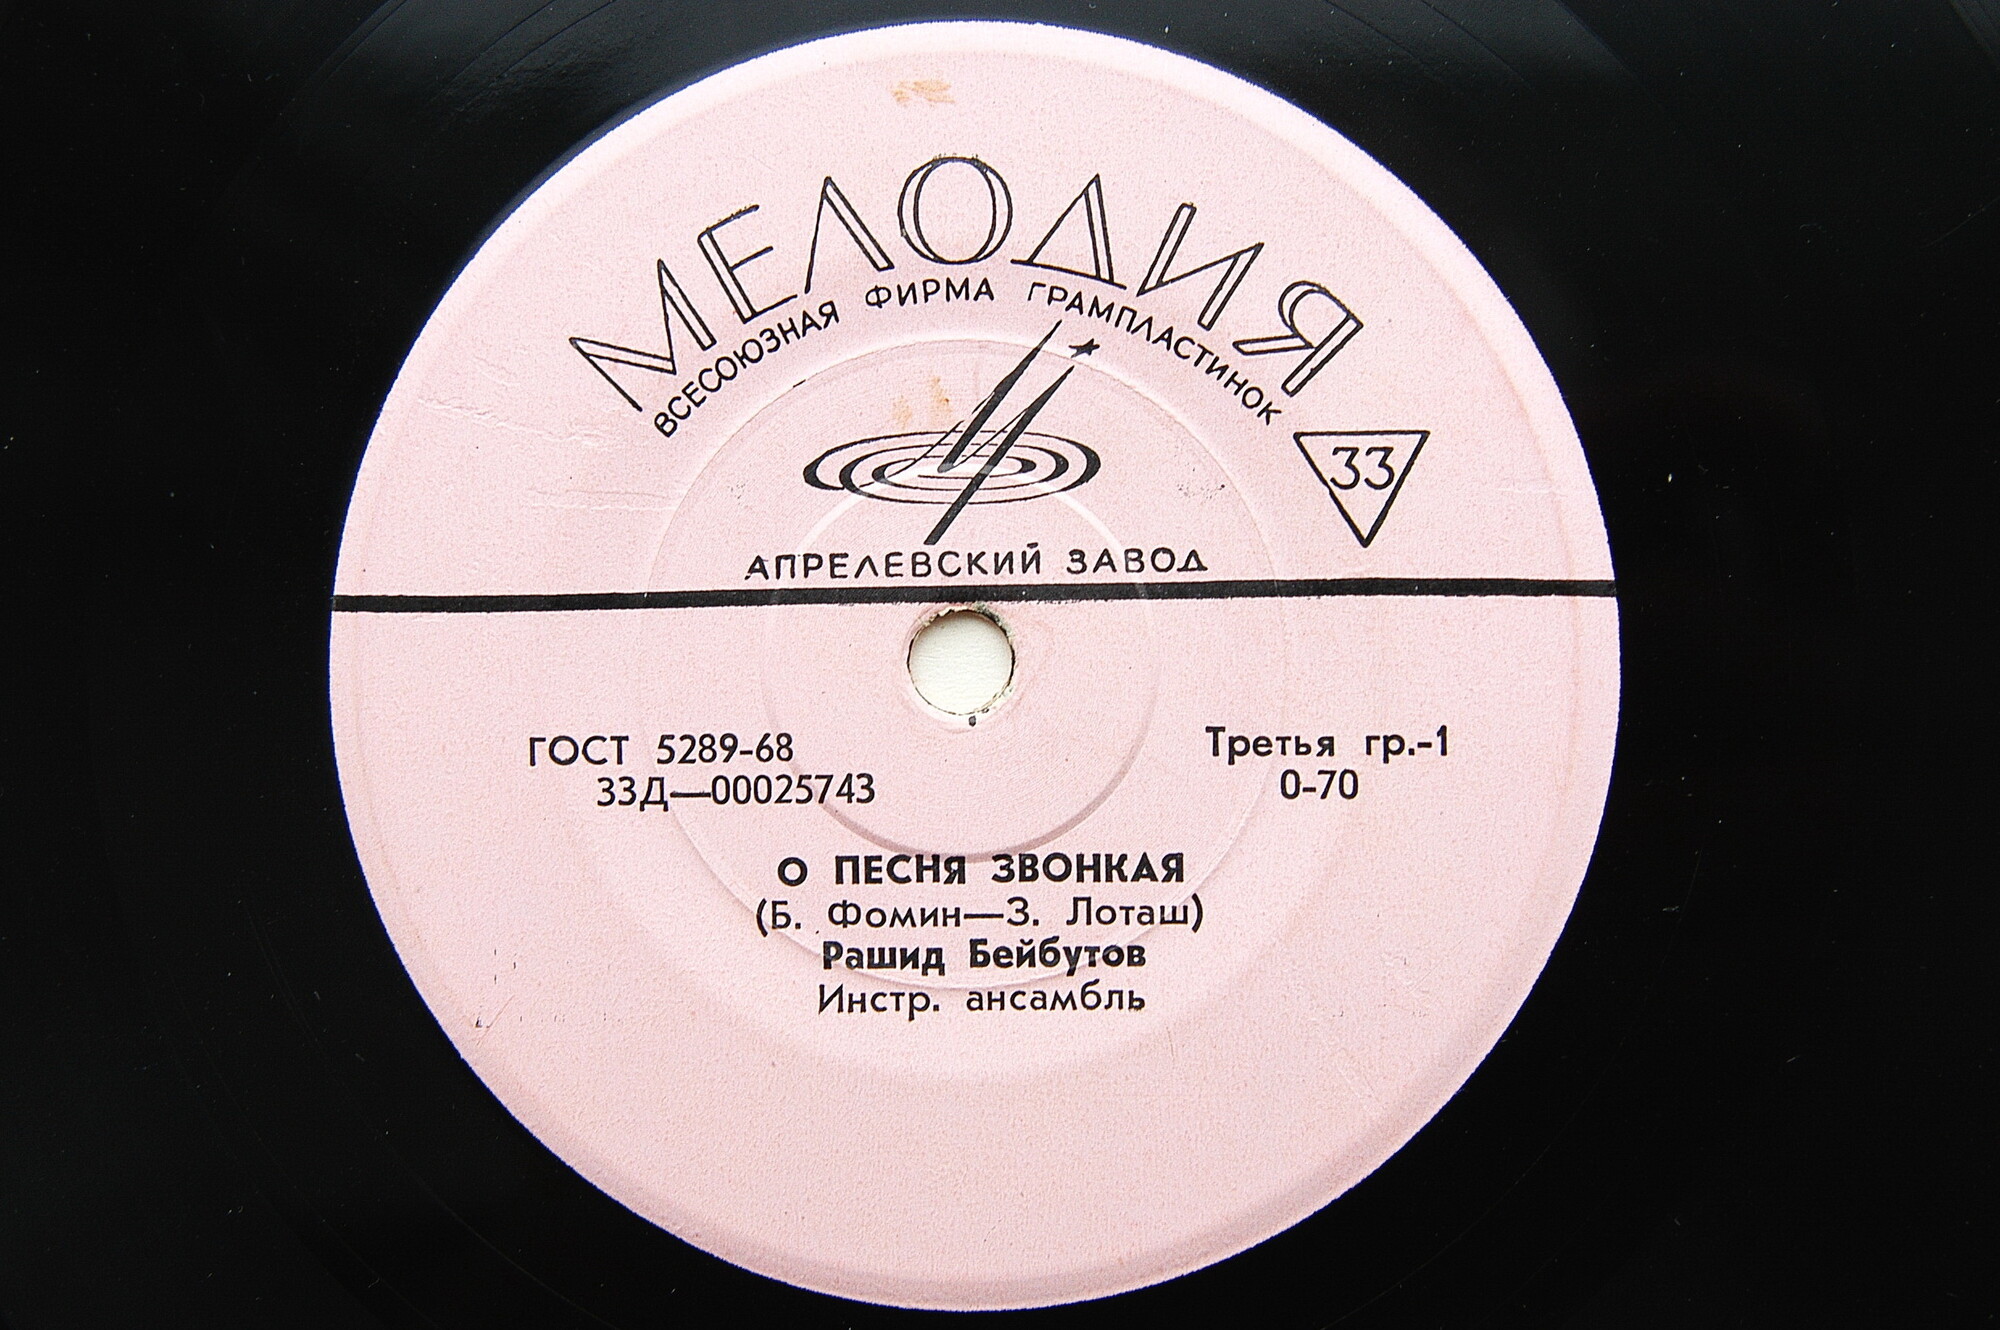 МЕЛОДИЯ
ВСЕСОЮЗНАЯ ФИРМА ГРАМПЛАСТИНОК
33
АПРЕЛЕВСКИЙ ЗАВОД
ГОСТ 5289-68
33Д—00025743
Третья гр.-1
0-70
О ПЕСНЯ ЗВОНКАЯ
(Б. Фомин—З. Лоташ)
Рашид Бейбутов
Инстр. ансамбль